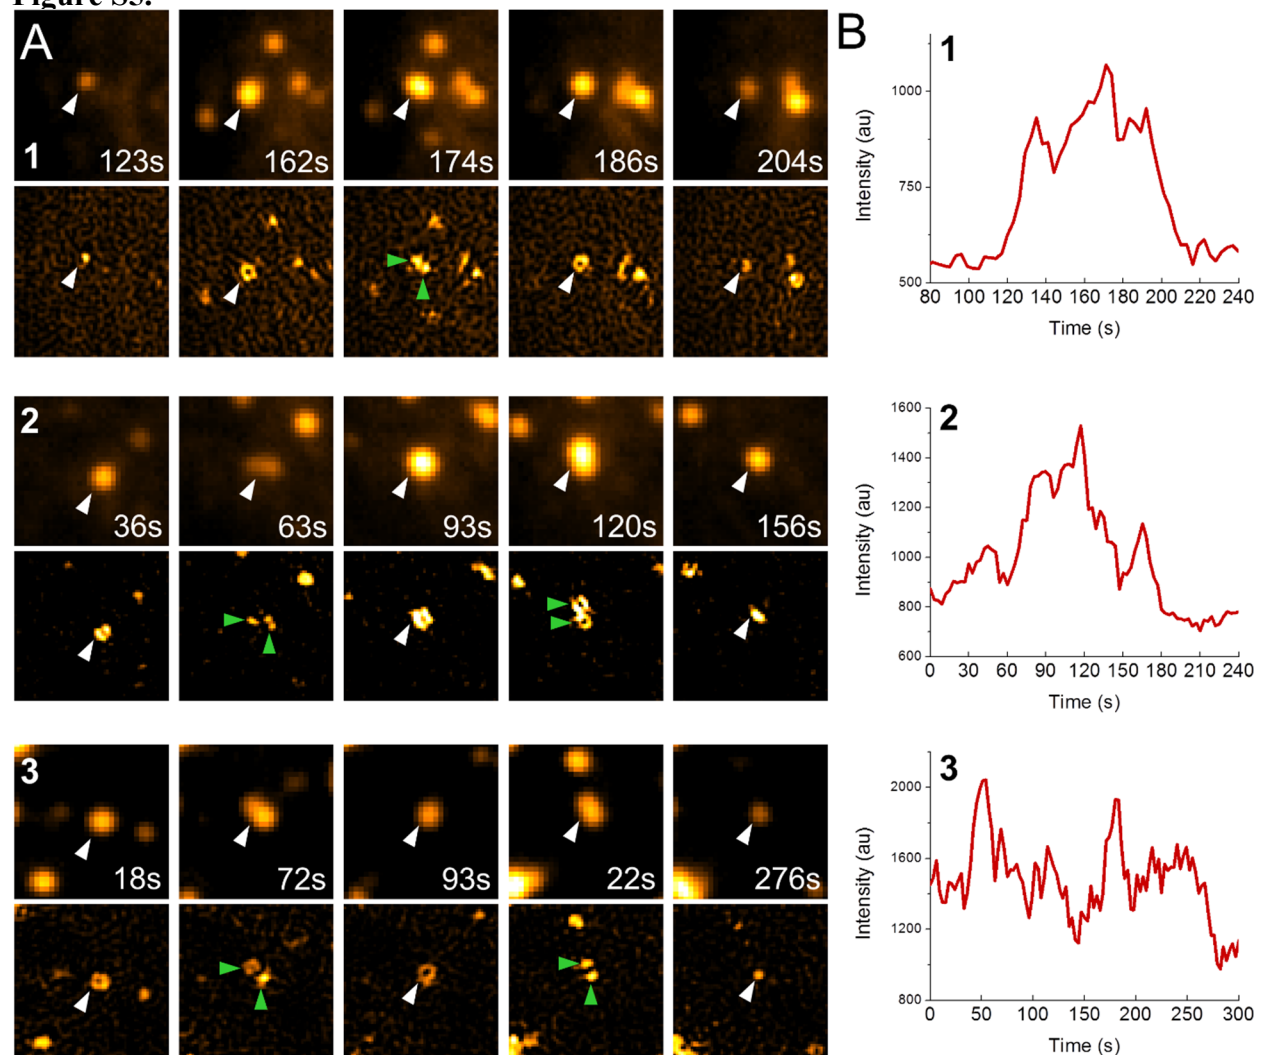 Figure S3.
A
1
123s
162s
174s
186s
204s
2
36s
63s
93s
120s
156s
3
18s
72s
93s
22s
276s
B
1
1000
750
500
80 100 120 140 160 180 200 220 240
Intensity (au)
Time (s)
2
1600
1400
1200
1000
800
600
0 30 60 90 120 150 180 210 240
Intensity (au)
Time (s)
3
2000
1600
1200
800
0 50 100 150 200 250 300
Intensity (au)
Time (s)